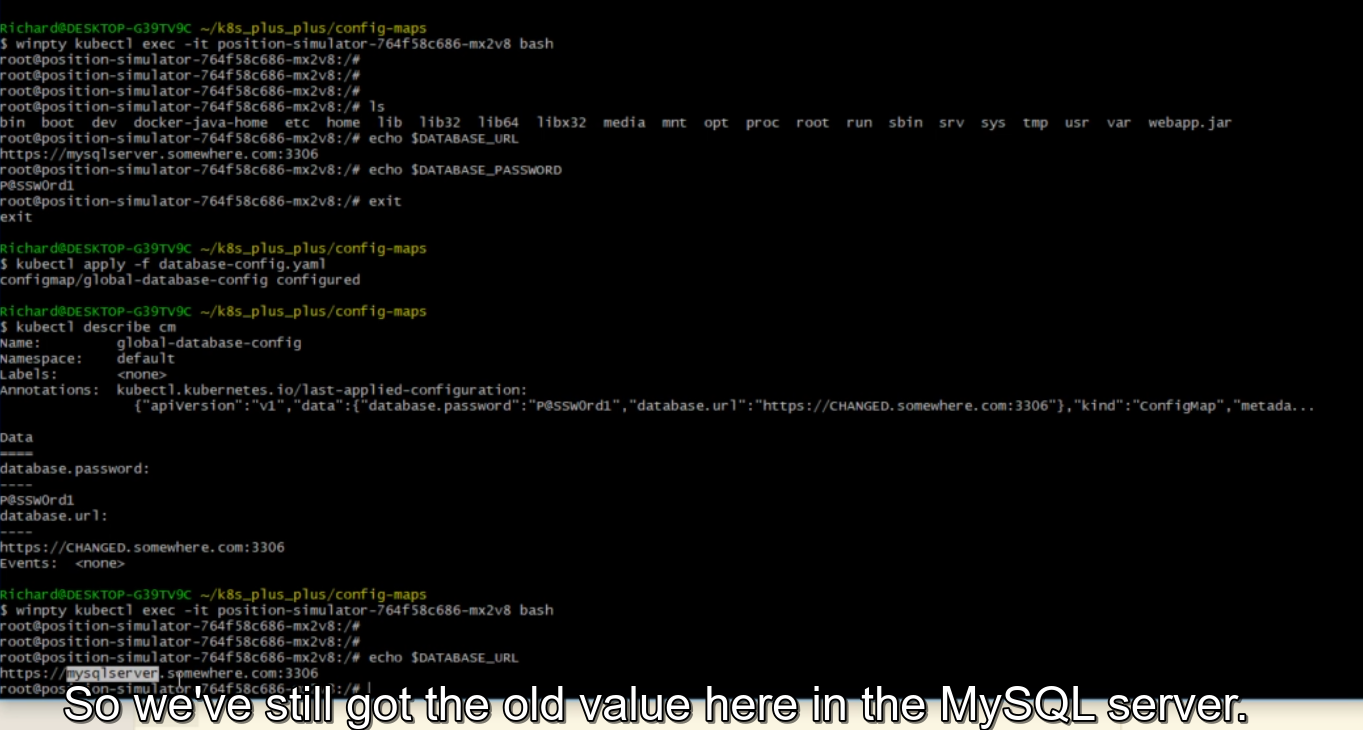 Richard@DESKTOP-G39TV9C ~/k8s_plus_plus/config-maps
$ winpty kubectl exec -it position-simulator-764f58c686-mx2v8 bash
root@position-simulator-764f58c686-mx2v8:/#
root@position-simulator-764f58c686-mx2v8:/#
root@position-simulator-764f58c686-mx2v8:/#
root@position-simulator-764f58c686-mx2v8:/# ls
bin boot dev docker-java-home etc home lib lib32 lib64 libx32 media mnt opt proc root run sbin srv sys tmp usr var webapp.jar
root@position-simulator-764f58c686-mx2v8:/# echo $DATABASE_URL
https://mysqlserver.somewhere.com:3306
root@position-simulator-764f58c686-mx2v8:/# echo $DATABASE_PASSWORD
P@SSW0rd1
root@position-simulator-764f58c686-mx2v8:/# exit
exit
Richard@DESKTOP-G39TV9C ~/k8s_plus_plus/config-maps
$ kubectl apply -f database-config.yaml
configmap/global-database-config configured
Richard@DESKTOP-G39TV9C ~/k8s_plus_plus/config-maps
$ kubectl describe cm
Name: global-database-config
Namespace: default
Labels: <none>
Annotations: kubectl.kubernetes.io/last-applied-configuration:
{"apiVersion":"v1","data":{"database.password":"P@SSW0rd1","database.url":"https://CHANGED.somewhere.com:3306"},"kind":"ConfigMap","metada...
Data
====
database.password:
----
P@SSW0rd1
database.url:
----
https://CHANGED.somewhere.com:3306
Events: <none>
Richard@DESKTOP-G39TV9C ~/k8s_plus_plus/config-maps
$ winpty kubectl exec -it position-simulator-764f58c686-mx2v8 bash
root@position-simulator-764f58c686-mx2v8:/#
root@position-simulator-764f58c686-mx2v8:/#
root@position-simulator-764f58c686-mx2v8:/# echo $DATABASE_URL
https://mysqlserver.somewhere.com:3306
root@position-simulator-764f58c686-mx2v8:/#
So we've still got the old value here in the MySQL server.